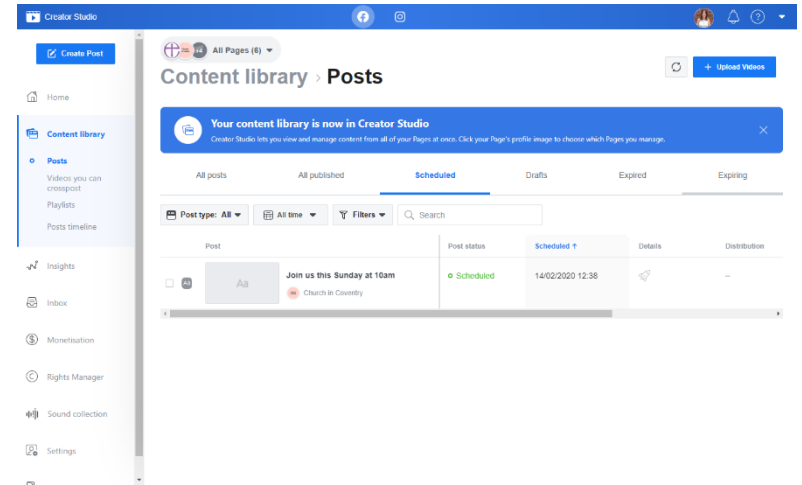 Creator Studio
Create Post
Home
Content library
Posts
Videos you can
crosspost
Playlists
Posts timeline
Insights
Inbox
Monetisation
Rights Manager
Sound collection
Settings
All Pages (6)
Content library › Posts
+ Upload Videos
Your content library is now in Creator Studio
Creator Studio lets you view and manage content from all of your Pages at once. Click your Page's profile image to choose which Pages you manage.
All posts All published Scheduled Drafts Expired Expiring
Post type: All All time Filters Search
Post Post status Scheduled ↑ Details Distribution
Aa Join us this Sunday at 10am Scheduled 14/02/2020 12:38 --
Church in Coventry